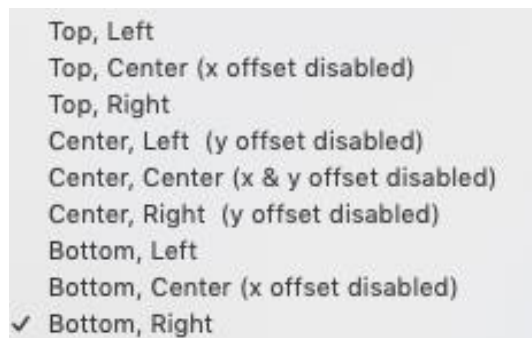 Top, Left
Top, Center (x offset disabled)
Top, Right
Center, Left  (y offset disabled)
Center, Center (x & y offset disabled)
Center, Right  (y offset disabled)
Bottom, Left
Bottom, Center (x offset disabled)
✓ Bottom, Right